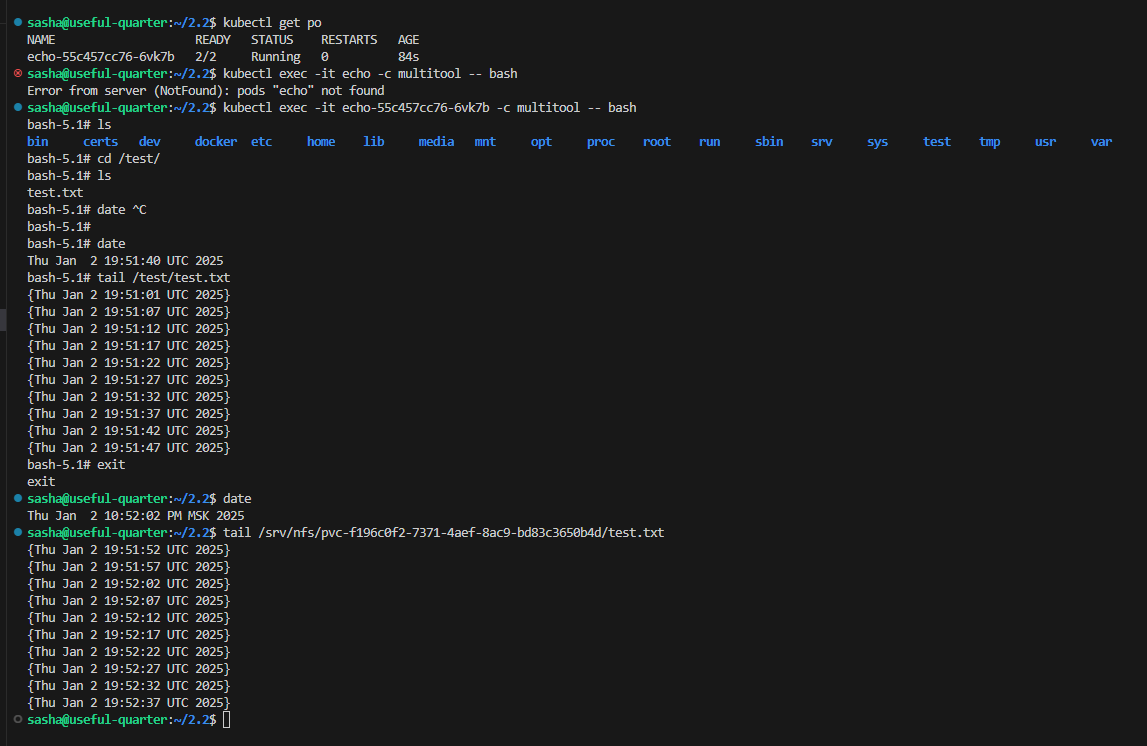 sasha@useful-quarter:~/2.2$ kubectl get po
NAME                    READY   STATUS    RESTARTS   AGE
echo-55c457cc76-6vk7b   2/2     Running   0          84s
sasha@useful-quarter:~/2.2$ kubectl exec -it echo -c multitool -- bash
Error from server (NotFound): pods "echo" not found
sasha@useful-quarter:~/2.2$ kubectl exec -it echo-55c457cc76-6vk7b -c multitool -- bash
bash-5.1# ls
bin     certs   dev     docker  etc     home    lib     media   mnt     opt     proc    root    run     sbin    srv     sys     test    tmp     usr     var
bash-5.1# cd /test/
bash-5.1# ls
test.txt
bash-5.1# date ^C
bash-5.1#
bash-5.1# date
Thu Jan  2 19:51:40 UTC 2025
bash-5.1# tail /test/test.txt
{Thu Jan 2 19:51:01 UTC 2025}
{Thu Jan 2 19:51:07 UTC 2025}
{Thu Jan 2 19:51:12 UTC 2025}
{Thu Jan 2 19:51:17 UTC 2025}
{Thu Jan 2 19:51:22 UTC 2025}
{Thu Jan 2 19:51:27 UTC 2025}
{Thu Jan 2 19:51:32 UTC 2025}
{Thu Jan 2 19:51:37 UTC 2025}
{Thu Jan 2 19:51:42 UTC 2025}
{Thu Jan 2 19:51:47 UTC 2025}
bash-5.1# exit
exit
sasha@useful-quarter:~/2.2$ date
Thu Jan  2 10:52:02 PM MSK 2025
sasha@useful-quarter:~/2.2$ tail /srv/nfs/pvc-f196c0f2-7371-4aef-8ac9-bd83c3650b4d/test.txt
{Thu Jan 2 19:51:52 UTC 2025}
{Thu Jan 2 19:51:57 UTC 2025}
{Thu Jan 2 19:52:02 UTC 2025}
{Thu Jan 2 19:52:07 UTC 2025}
{Thu Jan 2 19:52:12 UTC 2025}
{Thu Jan 2 19:52:17 UTC 2025}
{Thu Jan 2 19:52:22 UTC 2025}
{Thu Jan 2 19:52:27 UTC 2025}
{Thu Jan 2 19:52:32 UTC 2025}
{Thu Jan 2 19:52:37 UTC 2025}
sasha@useful-quarter:~/2.2$